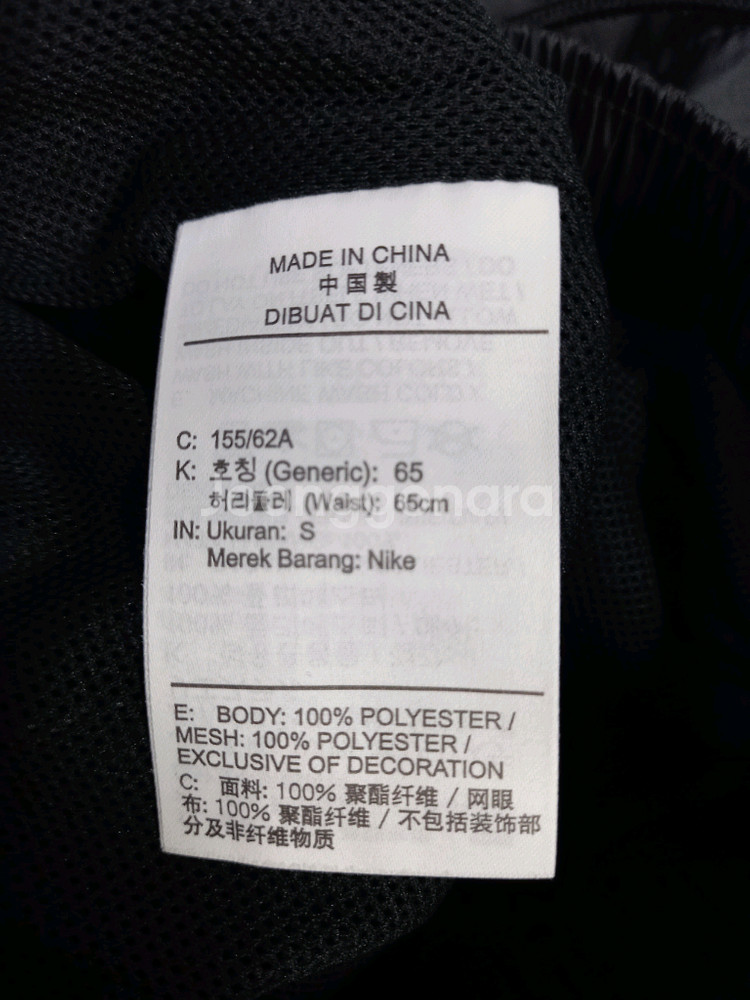 MADE IN CHINA
中国製
DIBUAT DI CINA
C: 155/62A
K: 호칭 (Generic): 65
허리둘레 (Waist): 65cm
Joonggonara
IN: Ukuran: S
Merek Barang: Nike
E: BODY: 100% POLYESTER /
MESH: 100% POLYESTER /
EXCLUSIVE OF DECORATION
C: 面料: 100% 聚酯纤维 / 网眼
布: 100% 聚酯纤维 / 不包括装饰部
分及非纤维物质